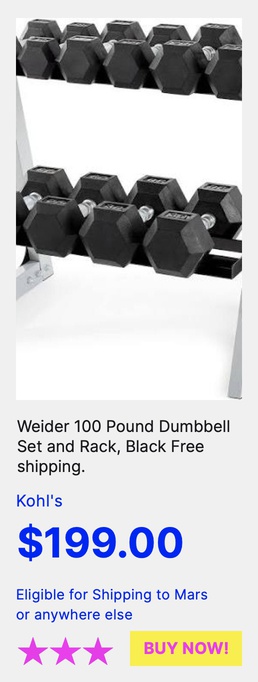 Weider 100 Pound Dumbbell
Set and Rack, Black Free
shipping.
Kohl's
$199.00
Eligible for Shipping to Mars
or anywhere else
BUY NOW!